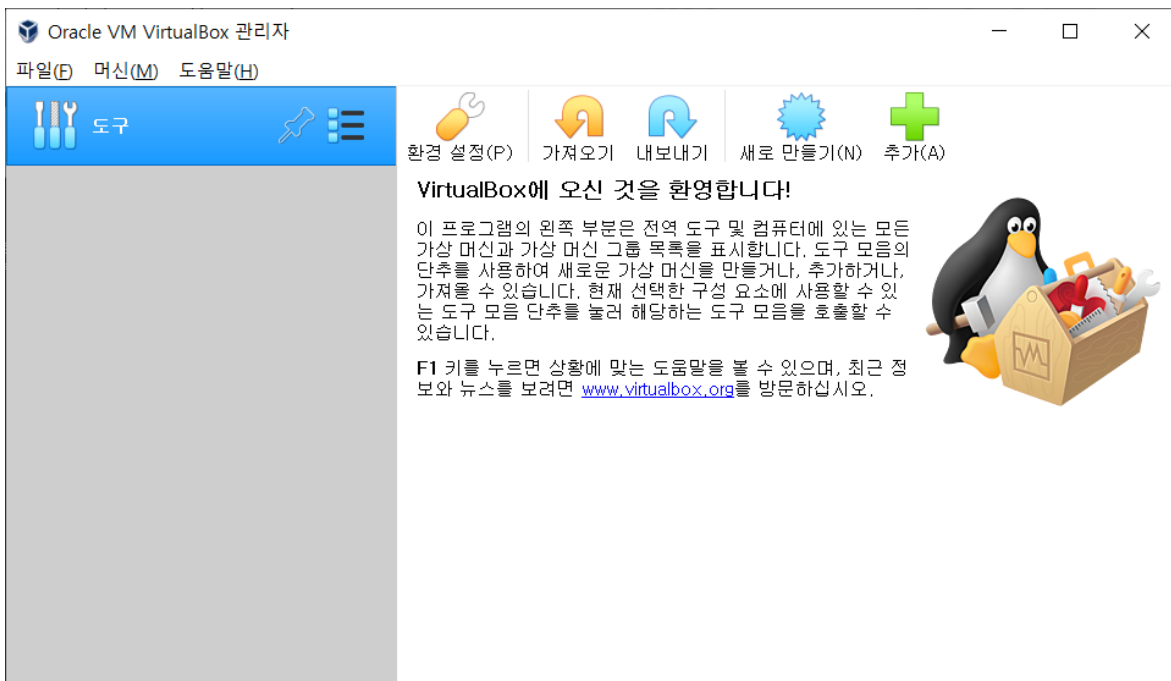 Oracle VM VirtualBox 관리자
파일(F) 머신(M) 도움말(H)
도구
환경 설정(P) 가져오기 내보내기 새로 만들기(N) 추가(A)
VirtualBox에 오신 것을 환영합니다!
이 프로그램의 왼쪽 부분은 전역 도구 및 컴퓨터에 있는 모든
가상 머신과 가상 머신 그룹 목록을 표시합니다. 도구 모음의
단추를 사용하여 새로운 가상 머신을 만들거나, 추가하거나,
가져올 수 있습니다. 현재 선택한 구성 요소에 사용할 수 있
는 도구 모음 단추를 눌러 해당하는 도구 모음을 호출할 수
있습니다.
F1 키를 누르면 상황에 맞는 도움말을 볼 수 있으며, 최근 정
보와 뉴스를 보려면 www.virtualbox.org를 방문하십시오.